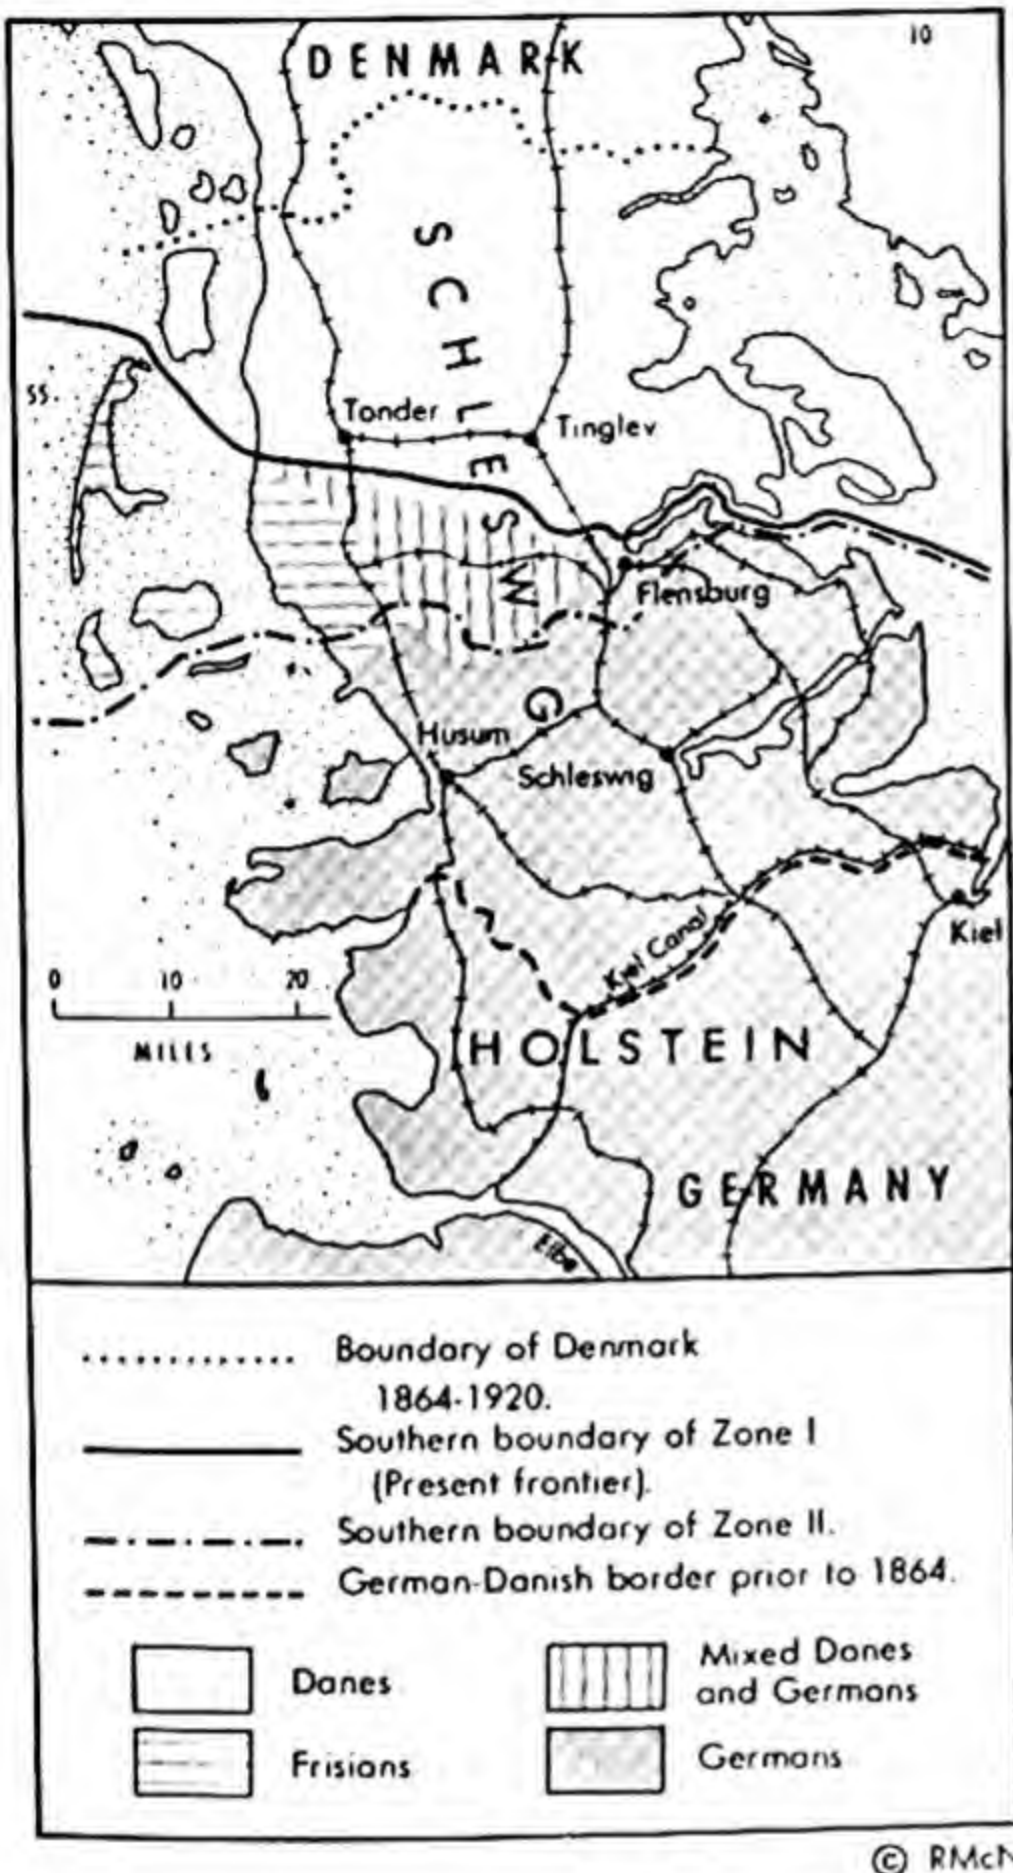 10
DENMARK
SCHLESWIG
55.
Tonder
Tinglev
Flensburg
Husum
Schleswig
Kiel
Kiel Canal
0 10 20
MILES
HOLSTEIN
GERMANY
Elbe
Boundary of Denmark
1864-1920.
Southern boundary of Zone I
(Present frontier).
Southern boundary of Zone II.
German-Danish border prior to 1864.
Danes
Mixed Danes
and Germans
Frisians
Germans
© RMcN